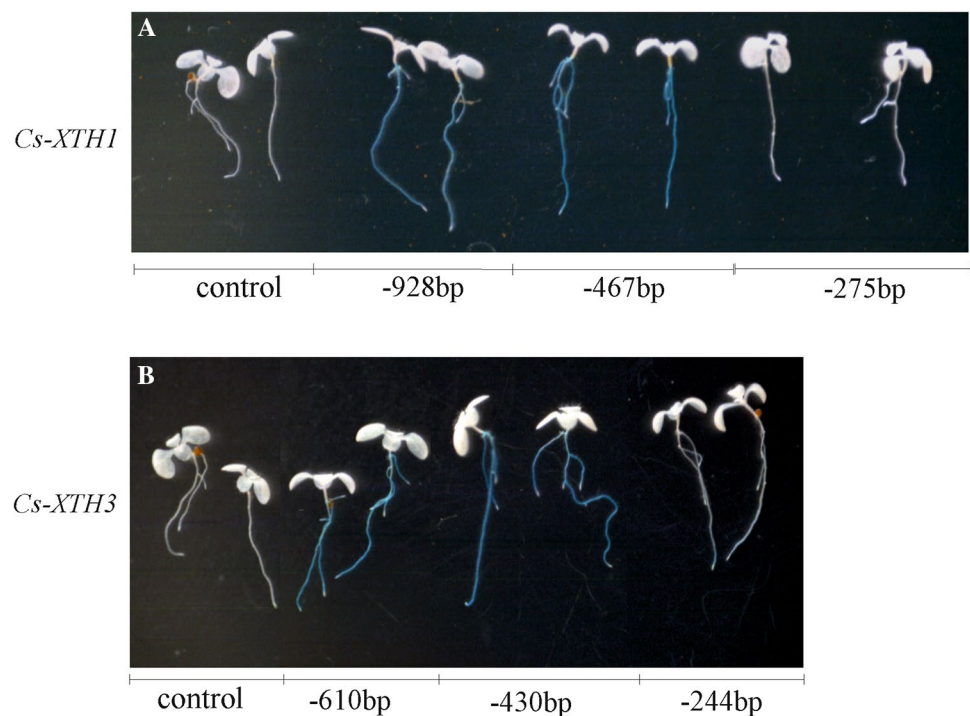 A
Cs-XTH1
control -928bp -467bp -275bp
B
Cs-XTH3
control -610bp -430bp -244bp